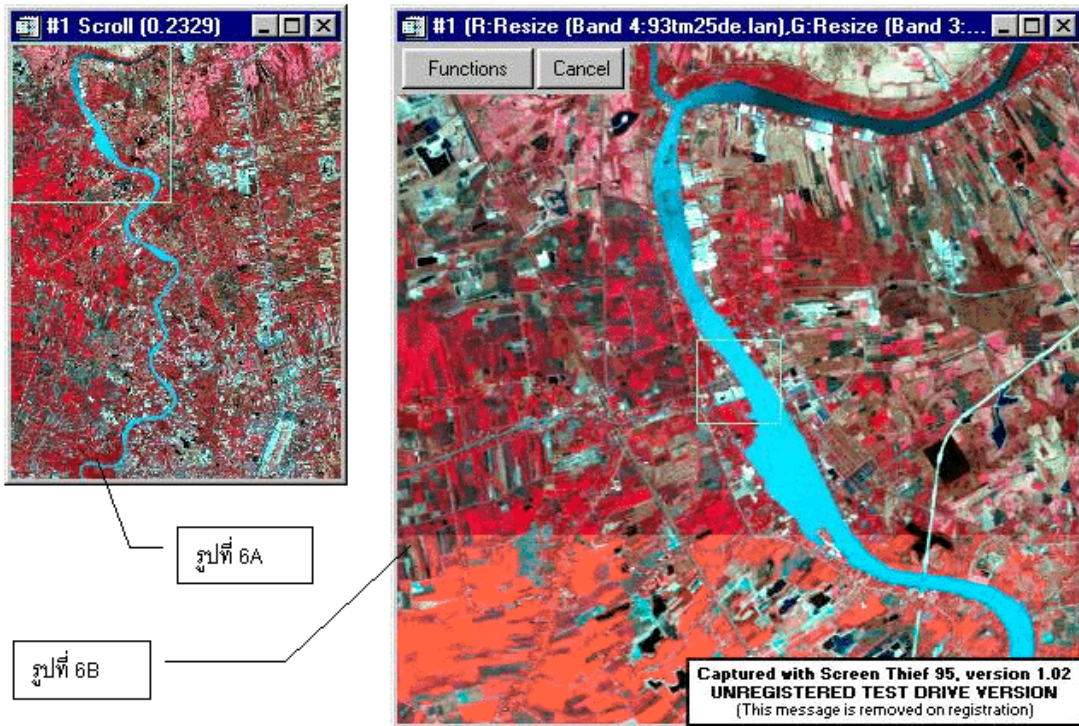 #1 Scroll (0.2329)
#1 (R:Resize (Band 4:93tm25de.lan),G:Resize (Band 3:....
Functions
Cancel
รูปที่ 6A
รูปที่ 6B
Captured with Screen Thief 95, version 1.02
UNREGISTERED TEST DRIVE VERSION
(This message is removed on registration)